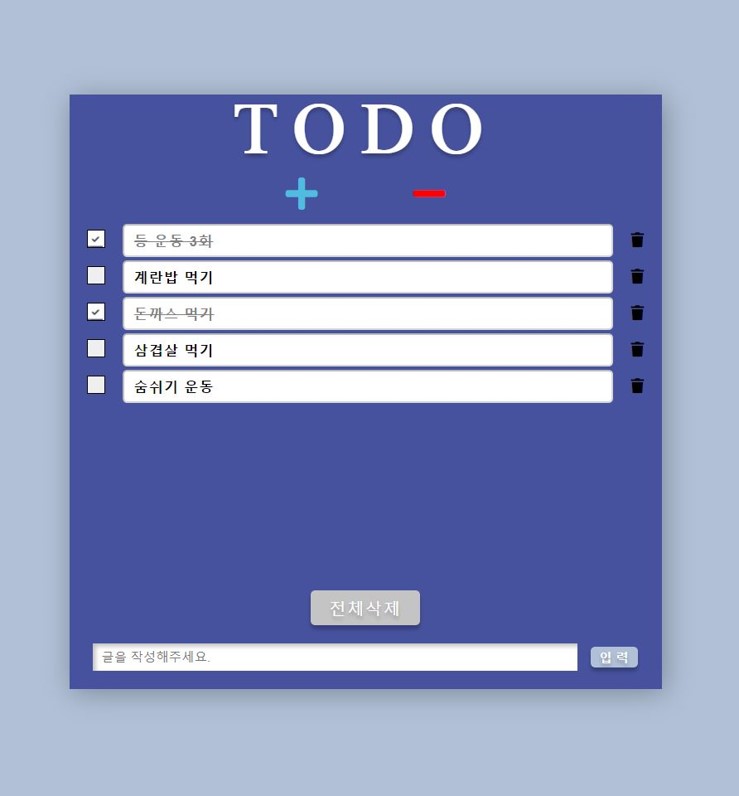 TODO
등 운동 3회
계란밥 먹기
돈까스 먹기
삼겹살 먹기
숨쉬기 운동
전체삭제
글을 작성해주세요.
입력